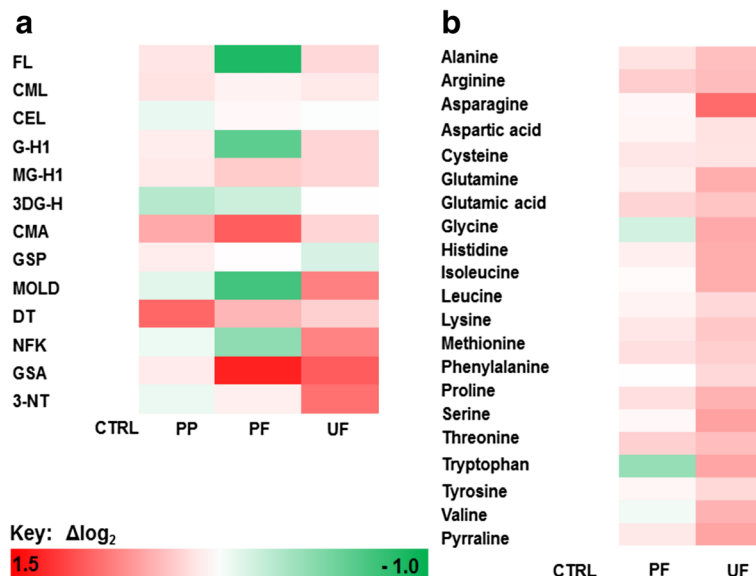 a
FL
CML
CEL
G-H1
MG-H1
3DG-H
CMA
GSP
MOLD
DT
NFK
GSA
3-NT
CTRL PP PF UF
Key: Δlog2
1.5 - 1.0
b
Alanine
Arginine
Asparagine
Aspartic acid
Cysteine
Glutamine
Glutamic acid
Glycine
Histidine
Isoleucine
Leucine
Lysine
Methionine
Phenylalanine
Proline
Serine
Threonine
Tryptophan
Tyrosine
Valine
Pyrraline
CTRL PF UF